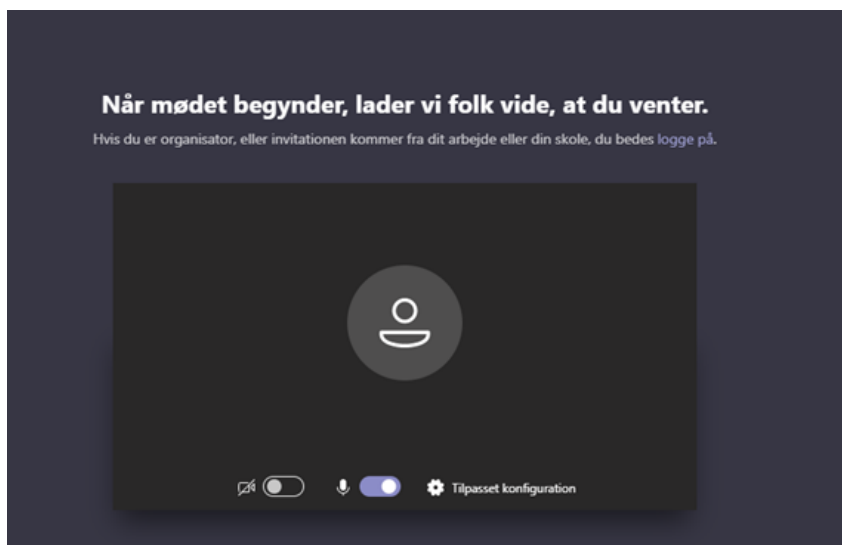 Når mødet begynder, lader vi folk vide, at du venter.
Hvis du er organisator, eller invitationen kommer fra dit arbejde eller din skole, du bedes logge på.
Tilpasset konfiguration